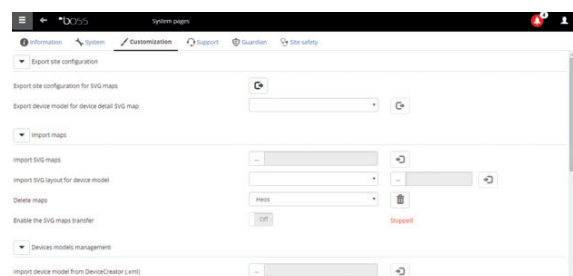 boss System pages 4
Information System Customization Support Guardian Site safety
Export site configuration
Export site configuration for SVG maps
Export device model for device detail SVG map
Import maps
Import SVG maps ...
Import SVG layout for device model ...
Delete maps Heos
Enable the SVG maps transfer Off Stopped
Devices models management
Import device model from DeviceCreator (.xml) ...